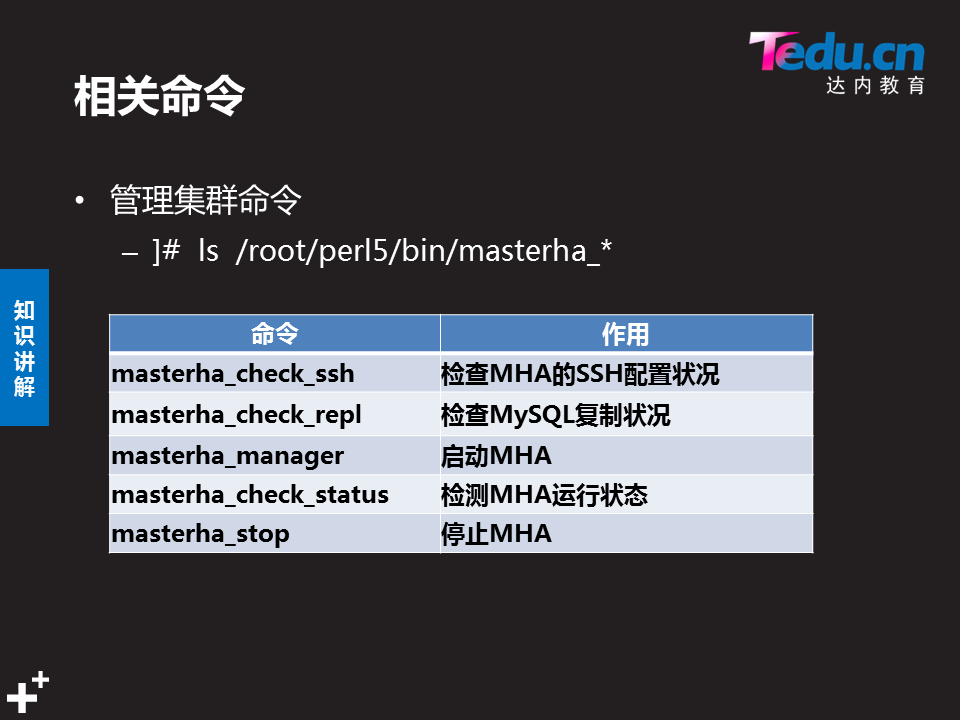 Tedu.cn
达内教育
相关命令
• 管理集群命令
– ]# ls /root/perl5/bin/masterha_*
知识讲解
命令 作用
masterha_check_ssh 检查MHA的SSH配置状况
masterha_check_repl 检查MySQL复制状况
masterha_manager 启动MHA
masterha_check_status 检测MHA运行状态
masterha_stop 停止MHA